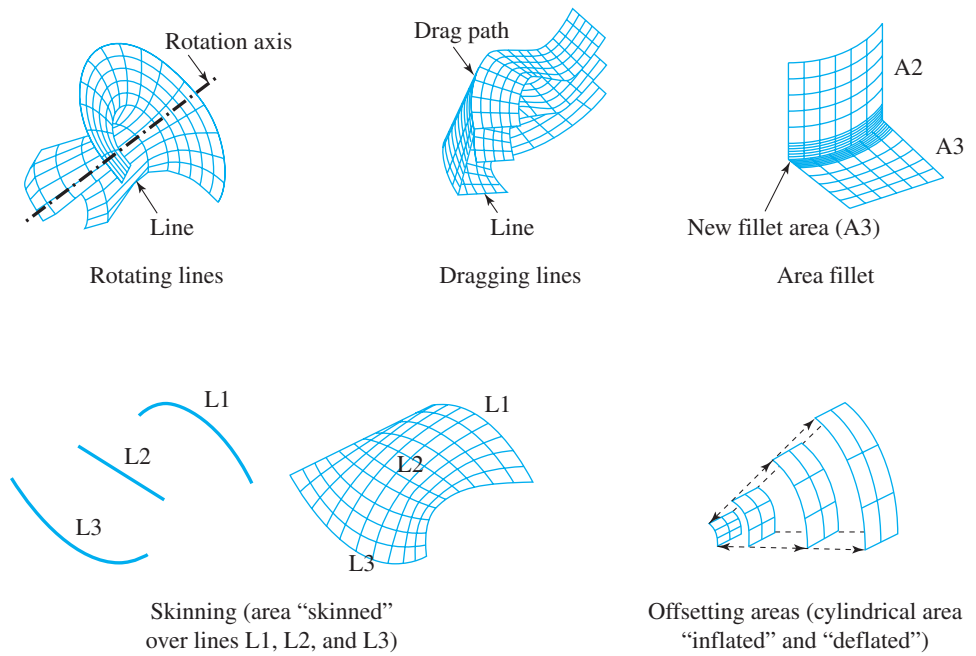 Rotation axis
Line
Rotating lines
Drag path
Line
Dragging lines
A2
A3
New fillet area (A3)
Area fillet
L1
L2
L3
L1
L2
L3
Skinning (area “skinned”
over lines L1, L2, and L3)
Offsetting areas (cylindrical area
“inflated” and “deflated”)